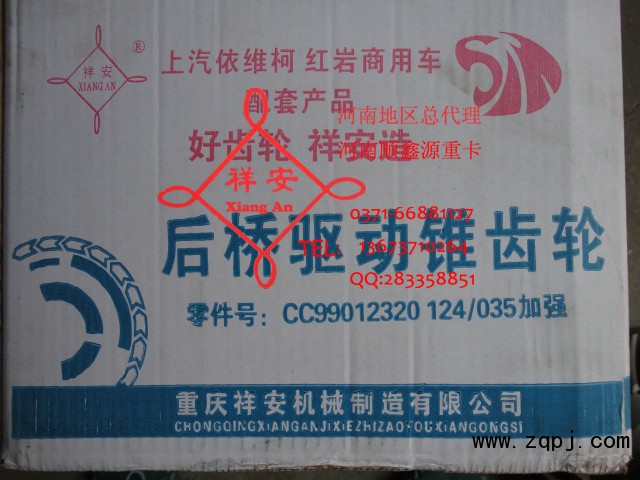 祥安
XIANG AN
®
上汽依维柯 红岩商用车
配套产品
好齿轮 祥安造
河南地区总代理
河南顺鑫源重卡
祥安
Xiang An
0371-66881127
TEL: 13673710264
QQ:283358851
后桥驱动锥齿轮
零件号: CC99012320 124/035加强
重庆祥安机械制造有限公司
CHONGQINGXIANGANJIXIEZHIZAOYOUXIANGONGSI
www.zqpj.com